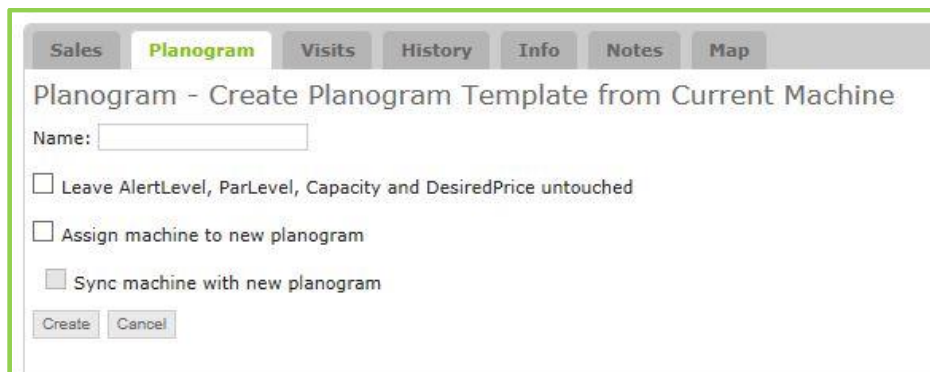 Sales Planogram Visits History Info Notes Map
Planogram - Create Planogram Template from Current Machine
Name:
Leave AlertLevel, ParLevel, Capacity and DesiredPrice untouched
Assign machine to new planogram
Sync machine with new planogram
Create Cancel